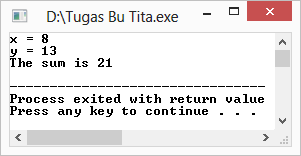 D:\Tugas Bu Tita.exe
x = 8
y = 13
The sum is 21
--------------------------------
Process exited with return value
Press any key to continue . . .